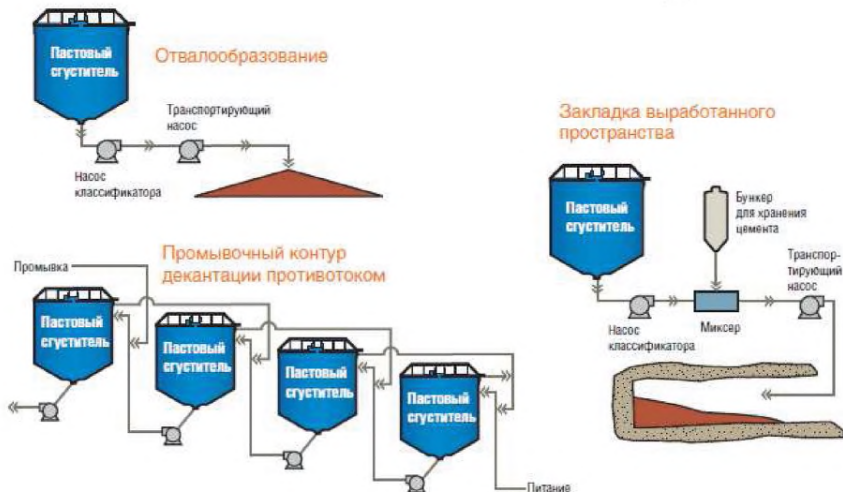 Пастовый
сгуститель
Отвалообразование
Транспортирующий
насос
Насос
классификатора
Закладка выработанного
пространства
Пастовый
сгуститель
Бункер
для хранения
цемента
Транспор-
тирующий
насос
Насос
классификатора
Миксер
Промывочный контур
декантации противотоком
Промывка
Пастовый
сгуститель
Пастовый
сгуститель
Пастовый
сгуститель
Пастовый
сгуститель
Питание